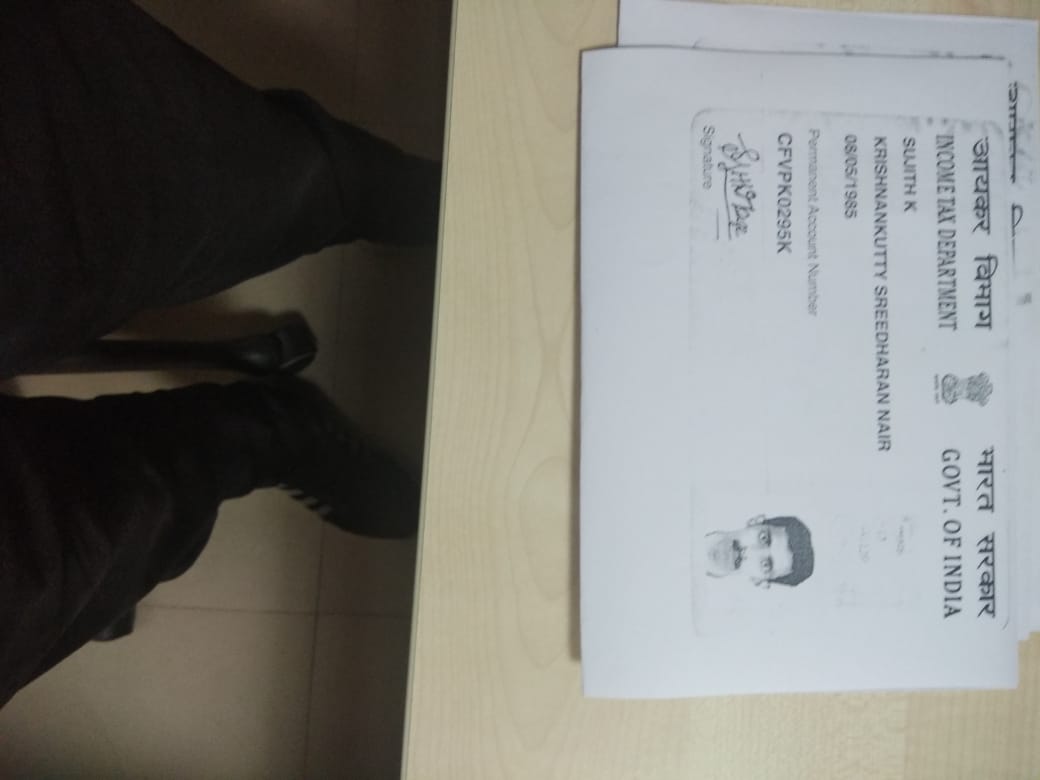 आयकर विभाग
भारत सरकार
INCOME TAX DEPARTMENT
GOVT. OF INDIA
SUJITH K
KRISHNANKUTTY SREEDHARAN NAIR
08/05/1985
Permanent Account Number
CFVPK0295K
Signature